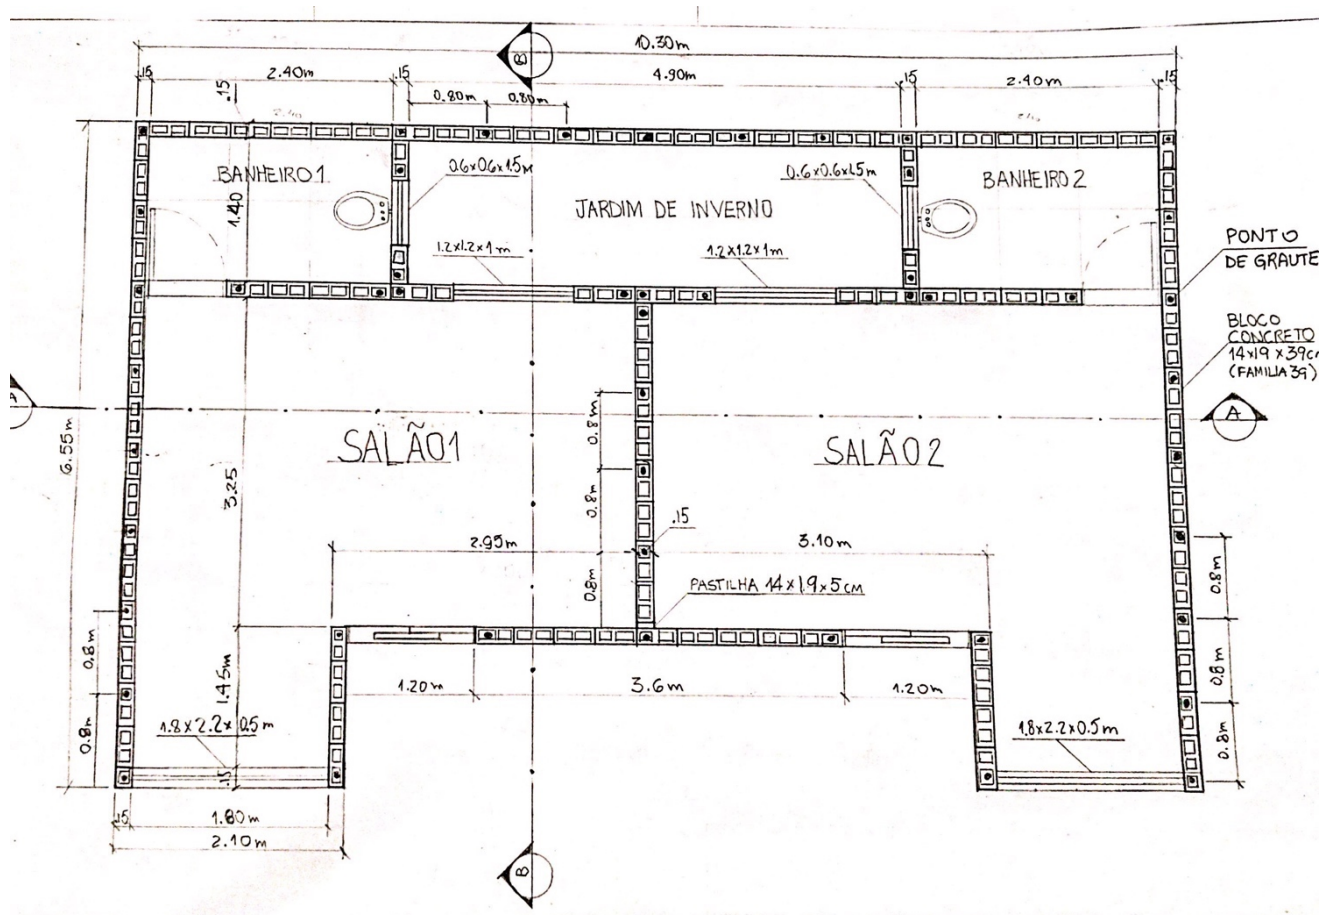 10.30m
B
.15
2.40m
.15
4.90m
.15
2.40m
.15
.15
0.80m
0.80m
BANHEIRO 1
0.6x0.6x1.5m
0.6x0.6x1.5m
BANHEIRO 2
1.40
JARDIM DE INVERNO
1.2x1.2x1m
1.2x1.2x1m
PONTO
DE GRAUTE
BLOCO
CONCRETO
14x19x39c
(FAMILIA 39)
A
A
6.55m
SALÃO 1
SALÃO 2
3.25
0.8m
0.8m
0.8m
.15
2.95m
3.10m
PASTILHA 14x19x5 CM
0.8m
0.8m
0.8m
0.8m
0.8m
1.45m
1.20m
3.6m
1.20m
1.8x2.2x0.5m
1.8x2.2x0.5m
.15
.15
1.80m
2.10m
B